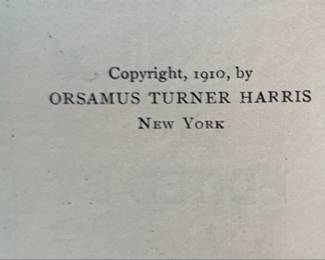 Copyright, 1910, by
ORSAMUS TURNER HARRIS
NEW YORK